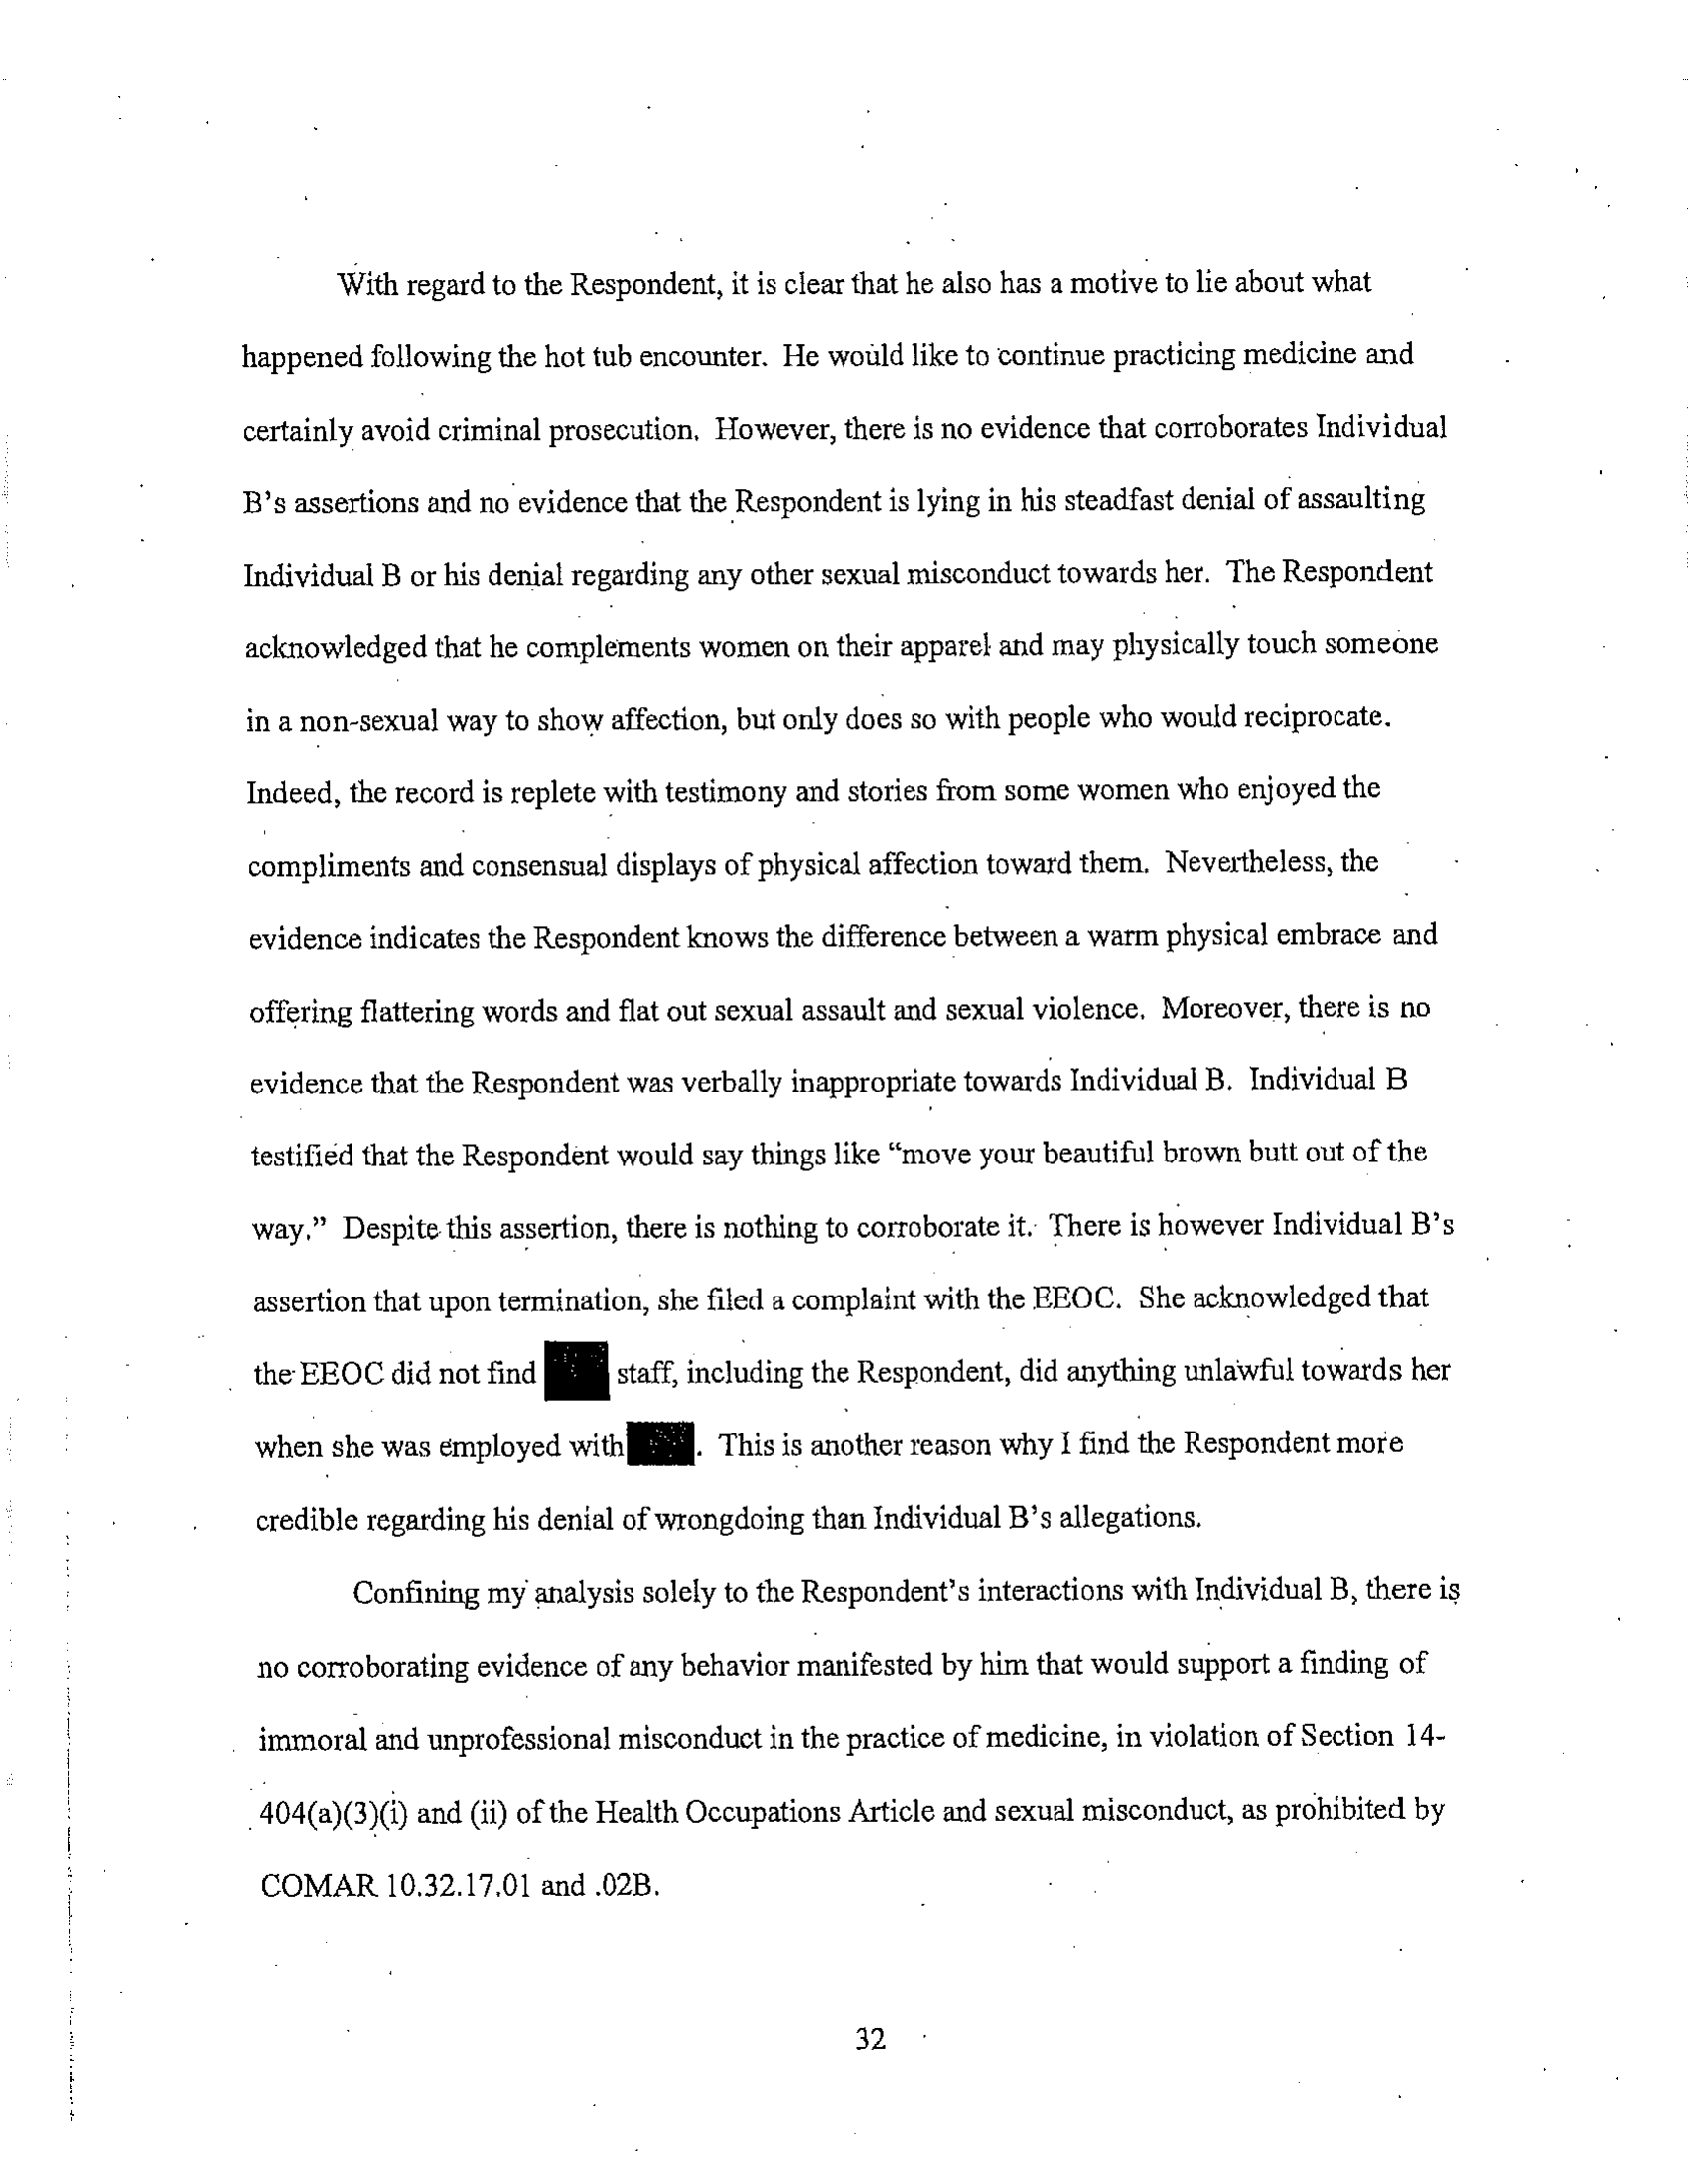 With regard to the Respondent, it is clear that he also has a motive to lie about what
happened following the hot tub encounter. He would like to continue practicing medicine and
certainly avoid criminal prosecution. However, there is no evidence that corroborates Individual
B's assertions and no evidence that the Respondent is lying in his steadfast denial of assaulting
Individual B or his denial regarding any other sexual misconduct towards her. The Respondent
acknowledged that he complements women on their apparel and may physically touch someone
in a non-sexual way to show affection, but only does so with people who would reciprocate.
Indeed, the record is replete with testimony and stories from some women who enjoyed the
compliments and consensual displays of physical affection toward them. Nevertheless, the
evidence indicates the Respondent knows the difference between a warm physical embrace and
offering flattering words and flat out sexual assault and sexual violence. Moreover, there is no
evidence that the Respondent was verbally inappropriate towards Individual B. Individual B
testified that the Respondent would say things like “move your beautiful brown butt out of the
way.” Despite this assertion, there is nothing to corroborate it. There is however Individual B's
assertion that upon termination, she filed a complaint with the EEOC. She acknowledged that
the EEOC did not find staff, including the Respondent, did anything unlawful towards her
when she was employed with . This is another reason why I find the Respondent more
credible regarding his denial of wrongdoing than Individual B's allegations.
Confining my analysis solely to the Respondent's interactions with Individual B, there is
no corroborating evidence of any behavior manifested by him that would support a finding of
immoral and unprofessional misconduct in the practice of medicine, in violation of Section 14-
404(a)(3)(i) and (ii) of the Health Occupations Article and sexual misconduct, as prohibited by
COMAR 10.32.17.01 and .02B.
32